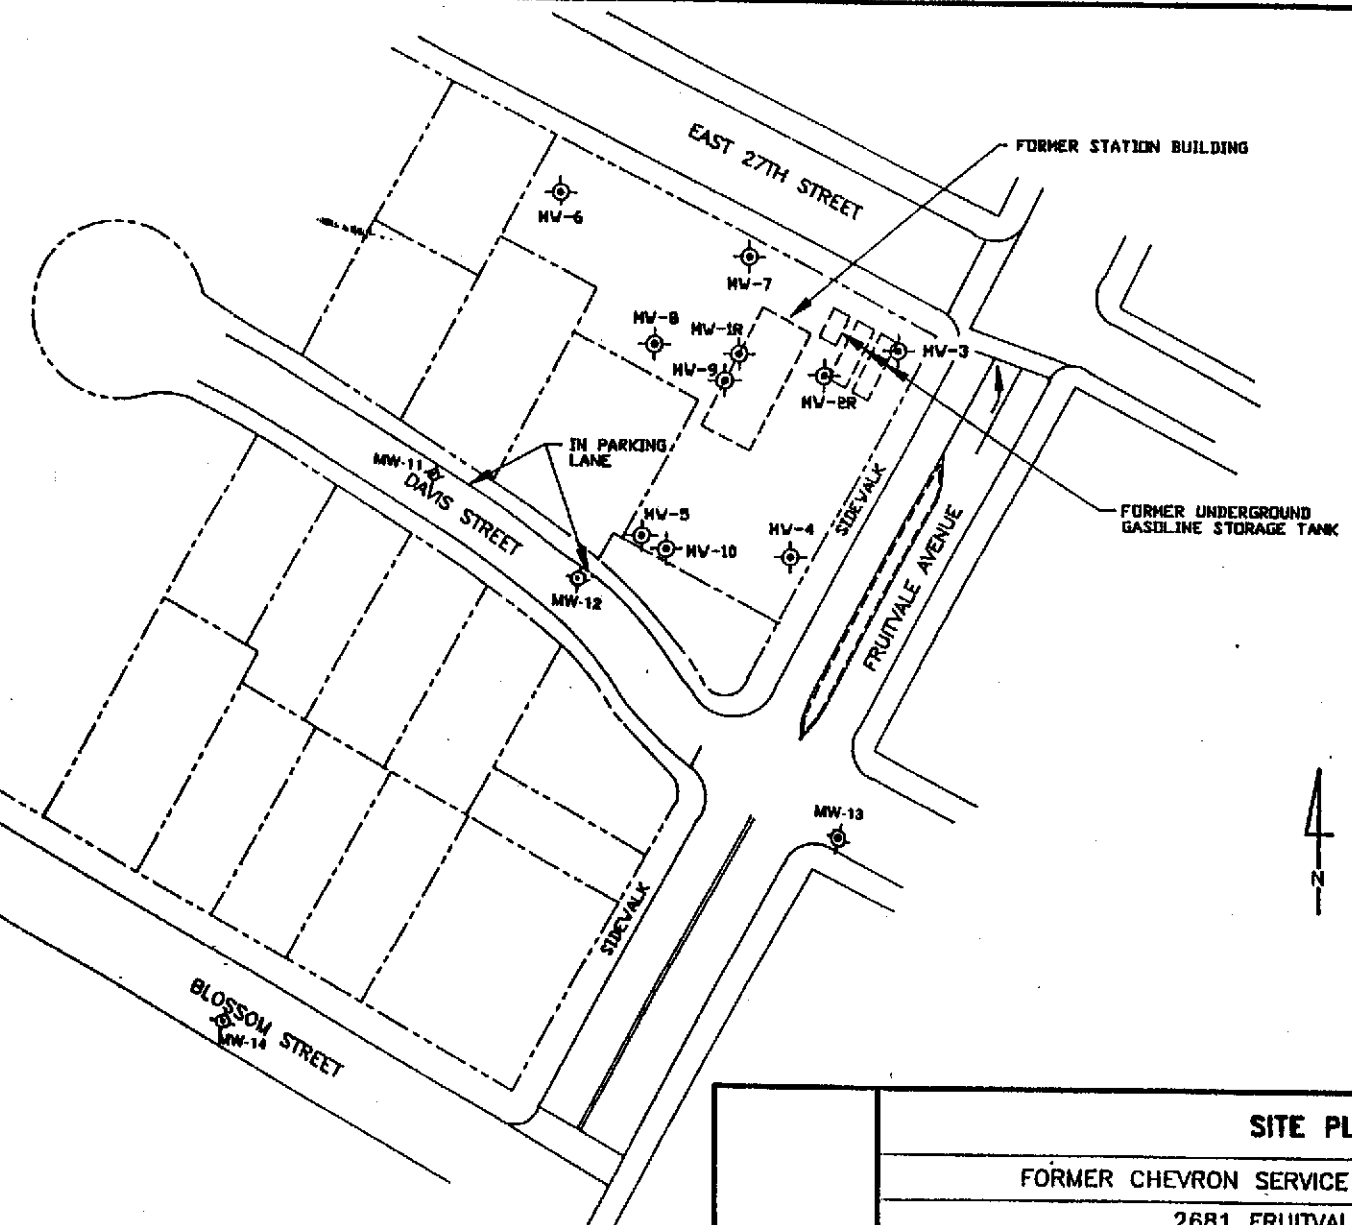 EAST 27TH STREET
FORMER STATION BUILDING
MW-6
MW-7
MW-8
MW-1R
MW-9
MW-3
MW-2R
IN PARKING
LANE
MW-11
DAVIS STREET
MW-5
MW-10
MW-4
SIDEWALK
FORMER UNDERGROUND
GASOLINE STORAGE TANK
FRUITVALE AVENUE
MW-12
MW-13
N
SIDEWALK
BLOSSOM STREET
MW-14
SITE PL
FORMER CHEVRON SERVICE
2681 FRUITVAL